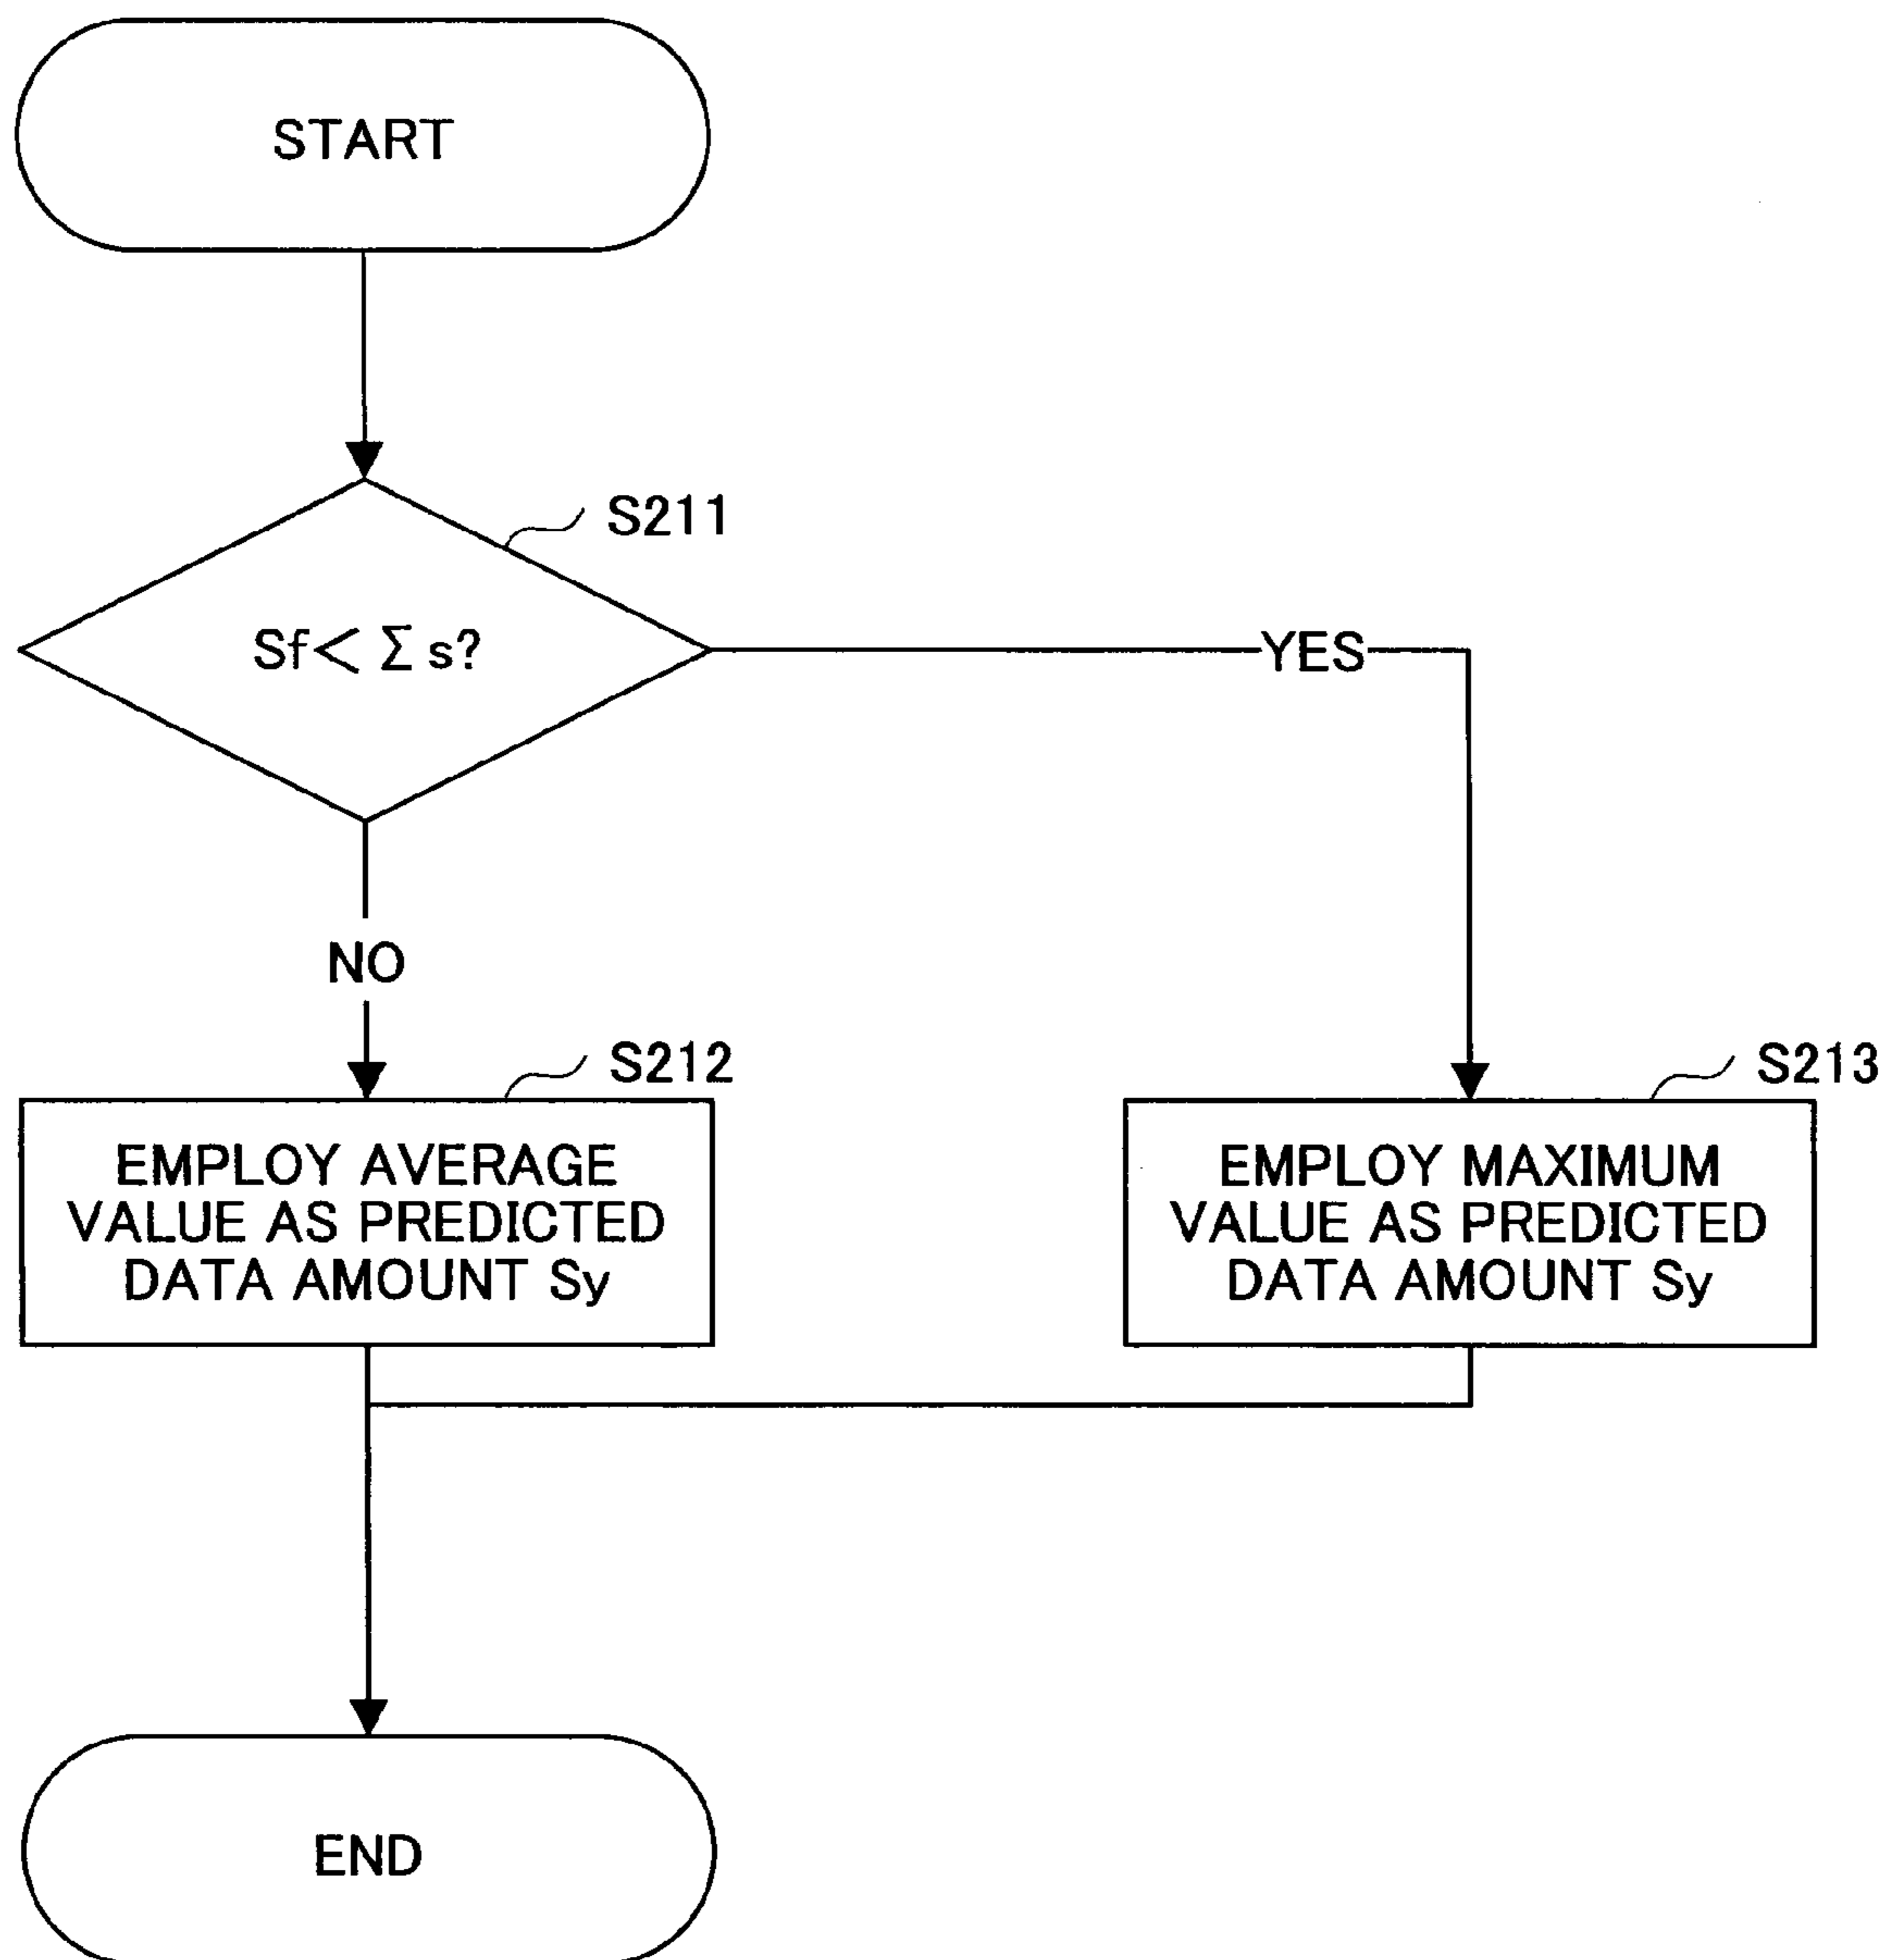 START
S211
Sf< Σs?
YES
NO
S212
S213
EMPLOY AVERAGE
VALUE AS PREDICTED
DATA AMOUNT Sy
EMPLOY MAXIMUM
VALUE AS PREDICTED
DATA AMOUNT Sy
END